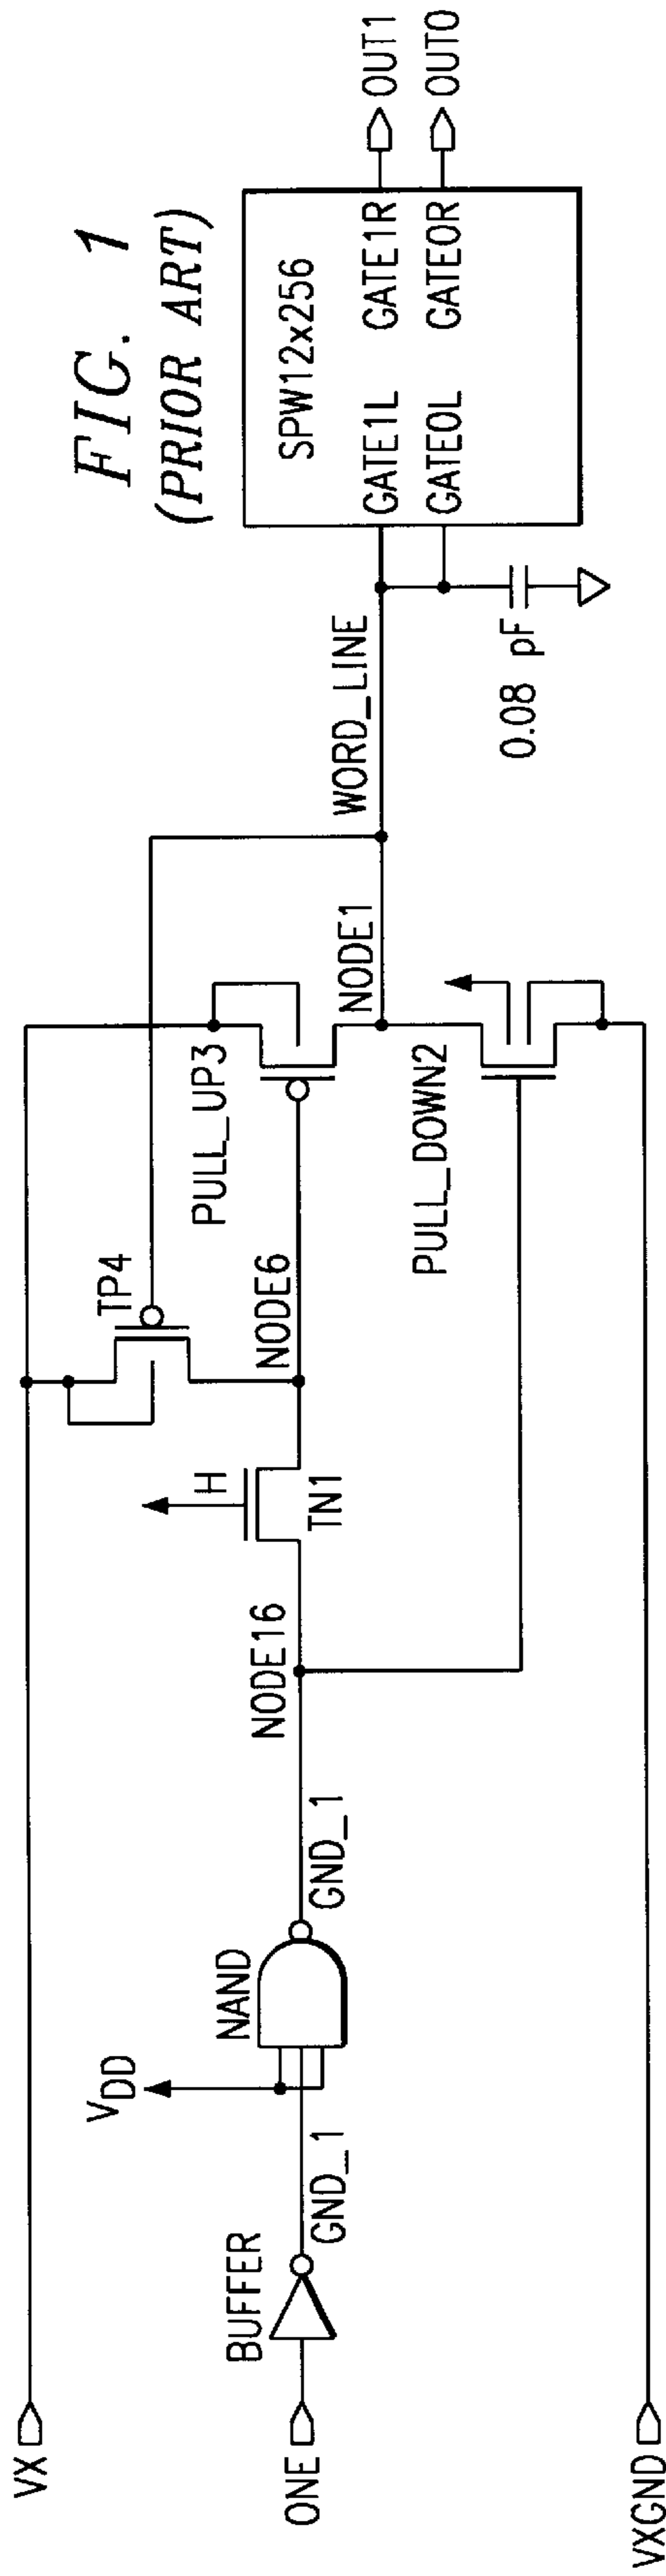 FIG. 1
(PRIOR ART)
VX
ONE
VXGND
BUFFER
GND_1
VDD
NAND
GND_1
NODE16
H
TN1
TP4
NODE6
PULL_UP3
PULL_DOWN2
NODE1
WORD_LINE
0.08 pF
SPW12x256
GATE1L GATE1R
GATE0L GATE0R
OUT1
OUT0